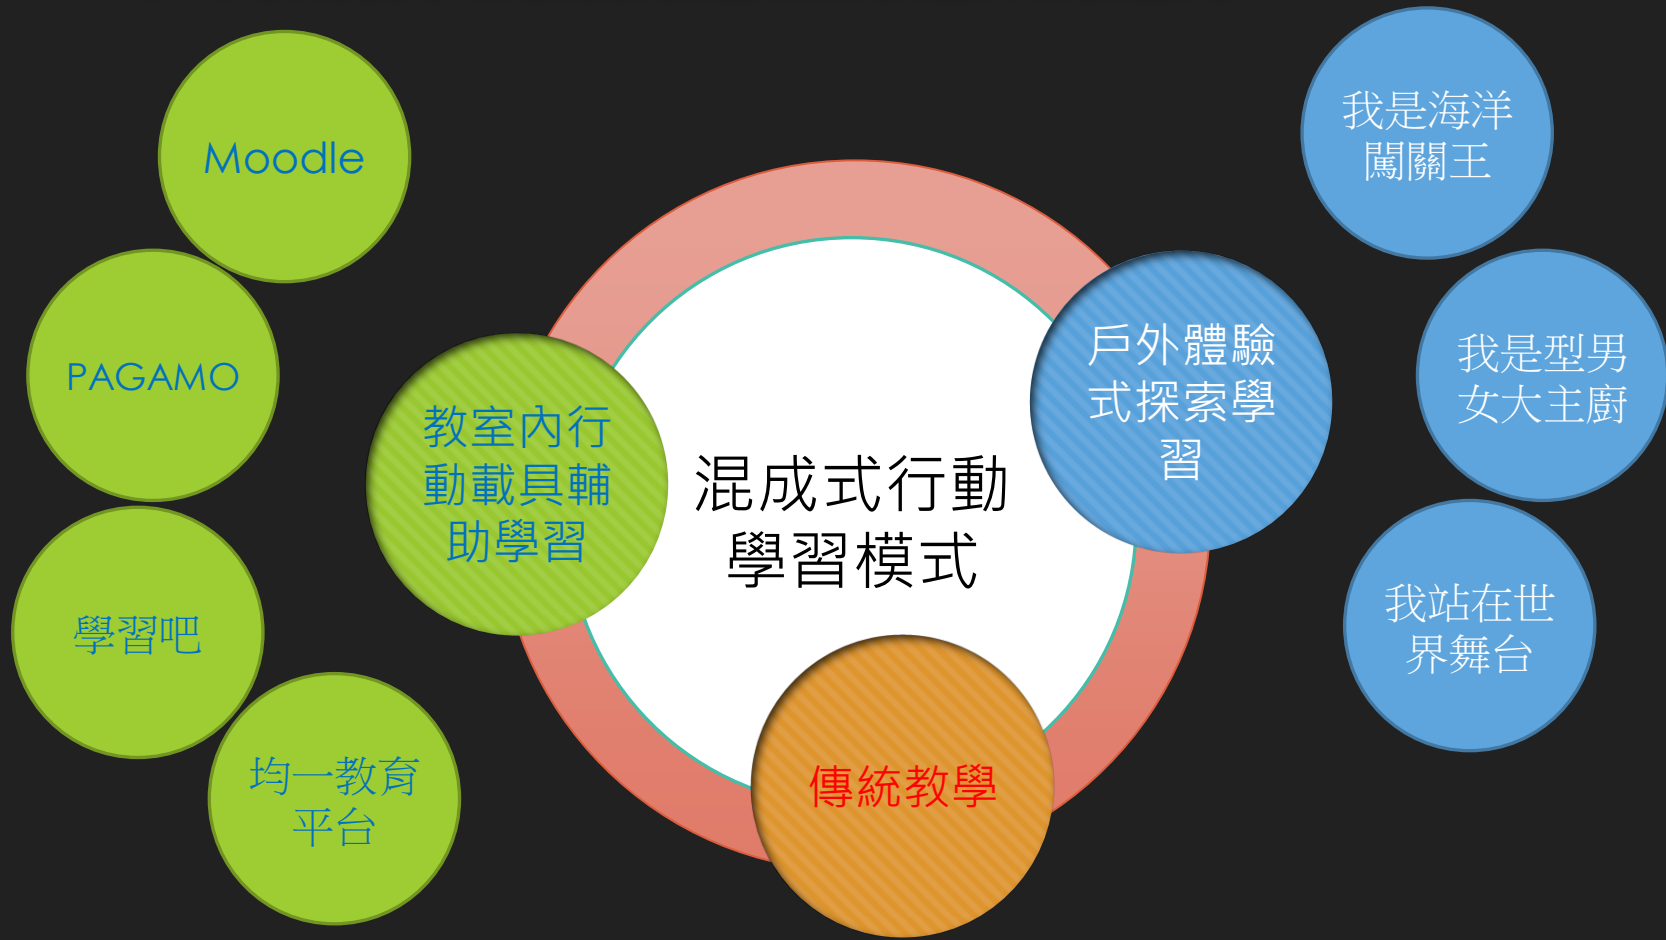 Moodle
PAGAMO
學習吧
均一教育
平台
教室內行
動載具輔
助學習
混成式行動
學習模式
傳統教學
戶外體驗
式探索學
習
我是海洋
闖關王
我是型男
女大主廚
我站在世
界舞台